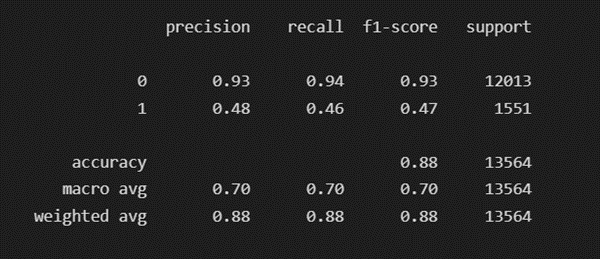 precision recall f1-score support
0 0.93 0.94 0.93 12013
1 0.48 0.46 0.47 1551
accuracy 0.88 13564
macro avg 0.70 0.70 0.70 13564
weighted avg 0.88 0.88 0.88 13564